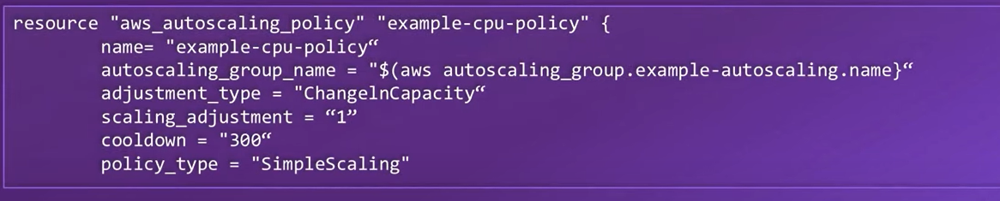 resource "aws_autoscaling_policy" "example-cpu-policy" {
name= "example-cpu-policy“
autoscaling_group_name = "$(aws autoscaling_group.example-autoscaling.name}“
adjustment_type = "ChangeInCapacity“
scaling_adjustment = “1”
cooldown = "300“
policy_type = "SimpleScaling"